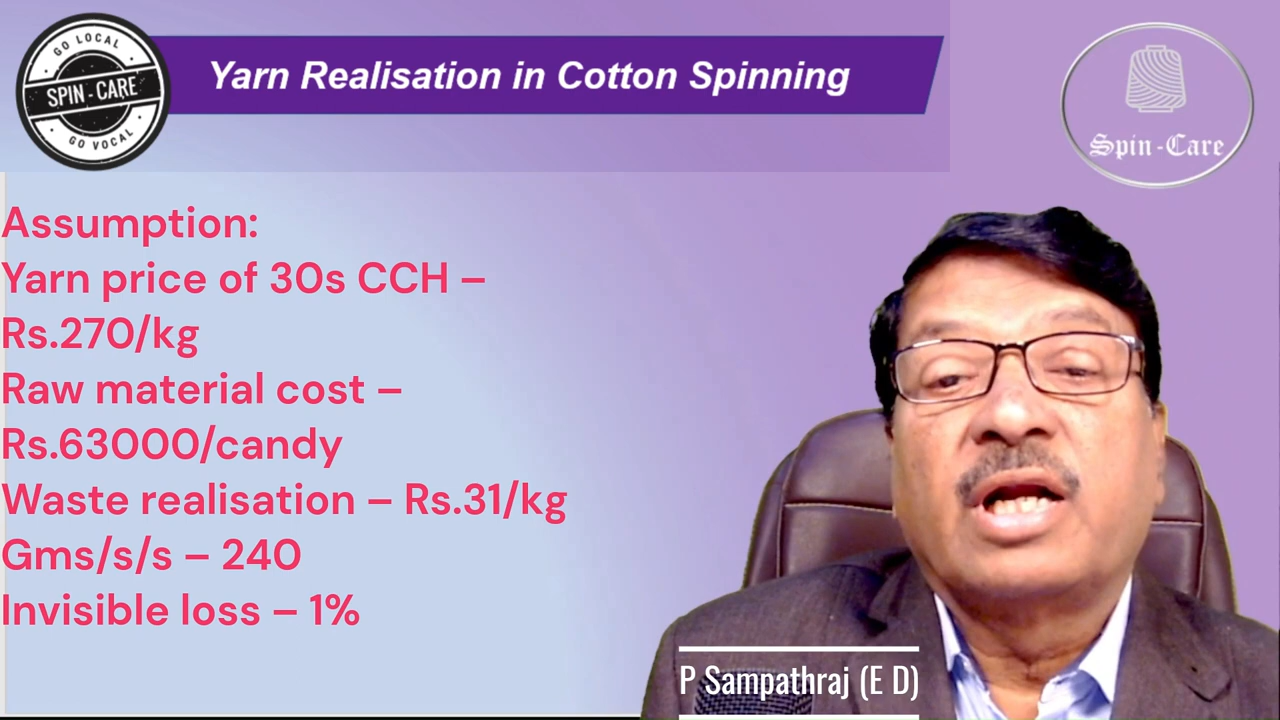 GO LOCAL
SPIN-CARE
GO VOCAL
Yarn Realisation in Cotton Spinning
Spin-Care
Assumption:
Yarn price of 30s CCH –
Rs.270/kg
Raw material cost –
Rs.63000/candy
Waste realisation – Rs.31/kg
Gms/s/s – 240
Invisible loss – 1%
P Sampathraj (E D)